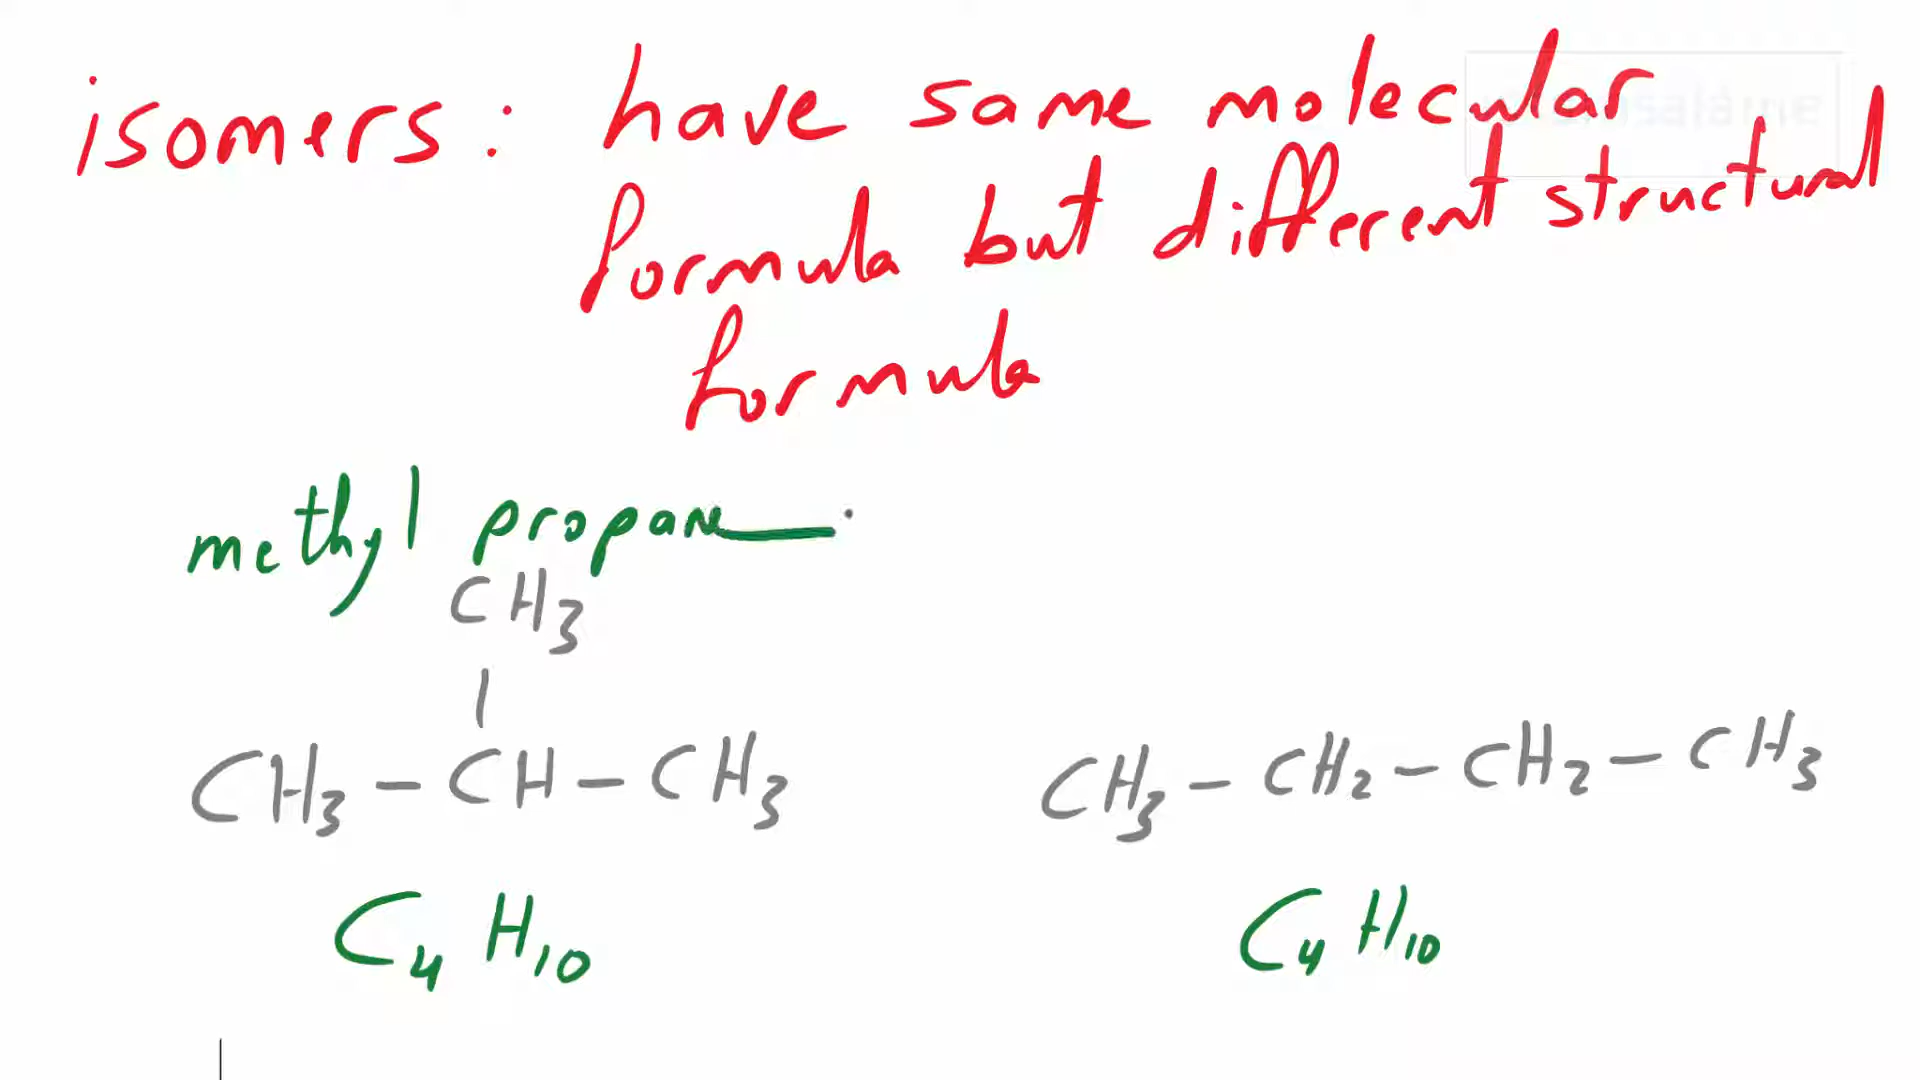 isomers: have same molecular
formula but different structural
formula
methyl propane
CH3
|
CH3 - CH - CH3
CH3 - CH2 - CH2 - CH3
C4 H10
C4 H10